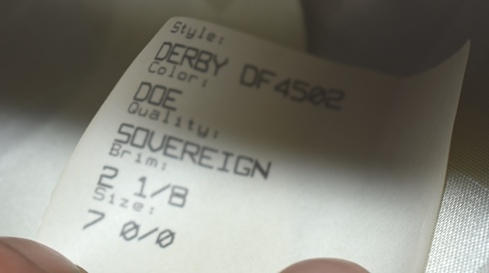 Style:
DERBY DF4502
Color:
DOE
Quality:
SOVEREIGN
Brim:
2 1/8
Size:
7 0/0